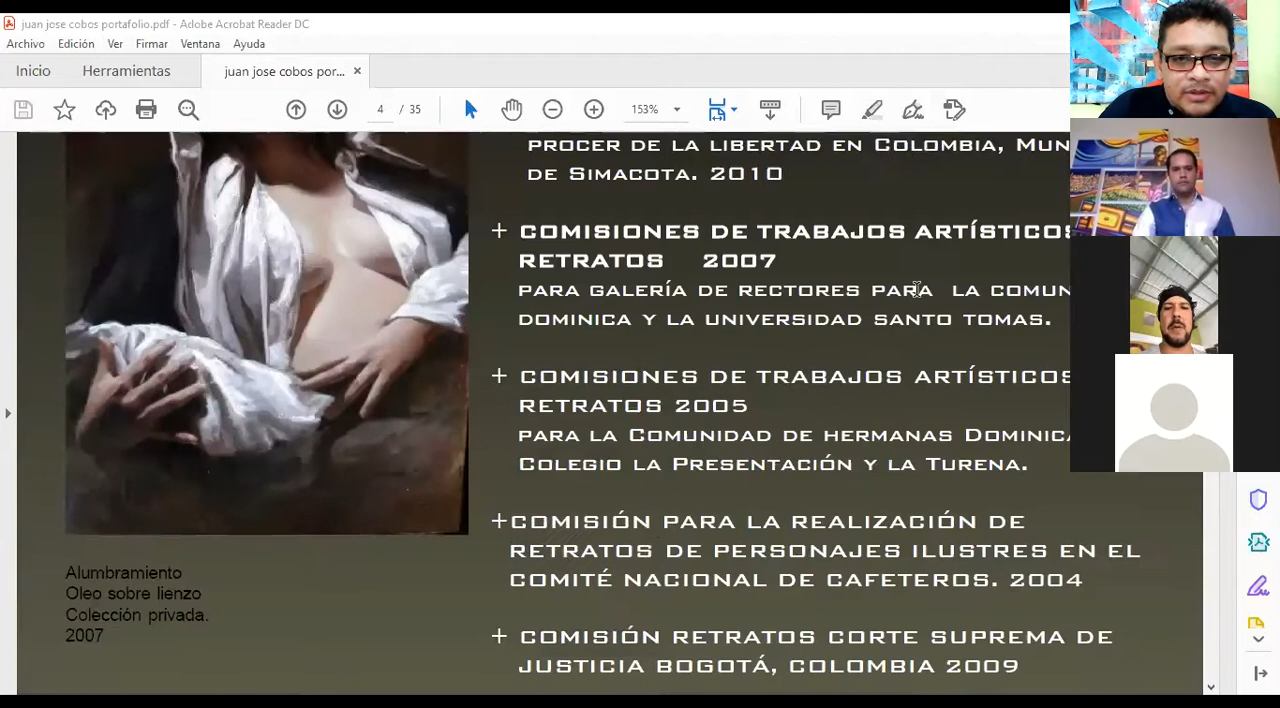 juan jose cobos portafolio.pdf - Adobe Acrobat Reader DC
Archivo Edición Ver Firmar Ventana Ayuda
Inicio Herramientas juan jose cobos por... ×
4 / 35 153%
PROCER DE LA LIBERTAD EN COLOMBIA,
DE SIMACOTA. 2010
+ COMISIONES DE TRABAJOS ARTÍSTICOS
RETRATOS 2007
PARA GALERÍA DE RECTORES PARA LA
DOMINICA Y LA UNIVERSIDAD SANTO TOMAS.
+ COMISIONES DE TRABAJOS ARTÍSTICOS
RETRATOS 2005
PARA LA COMUNIDAD DE HERMANAS
COLEGIO LA PRESENTACIÓN Y LA TURENA.
+COMISIÓN PARA LA REALIZACIÓN DE
RETRATOS DE PERSONAJES ILUSTRES EN EL
COMITÉ NACIONAL DE CAFETEROS. 2004
+ COMISIÓN RETRATOS CORTE SUPREMA DE
JUSTICIA BOGOTÁ, COLOMBIA 2009
Alumbramiento
Oleo sobre lienzo
Colección privada.
2007